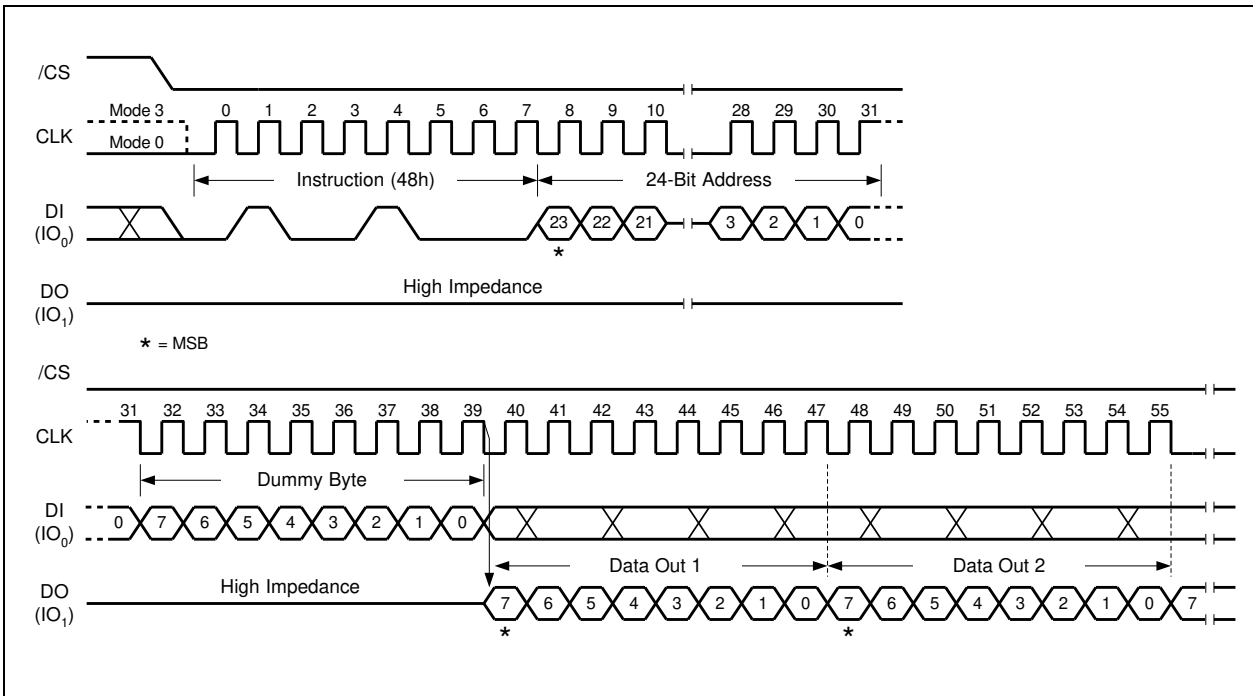 /CS
Mode 3 0 1 2 3 4 5 6 7 8 9 10 28 29 30 31
CLK
Mode 0
Instruction (48h) 24-Bit Address
DI
(IO0) 23 22 21 3 2 1 0
*
High Impedance
DO
(IO1)
* = MSB
/CS
31 32 33 34 35 36 37 38 39 40 41 42 43 44 45 46 47 48 49 50 51 52 53 54 55
CLK
Dummy Byte
DI
(IO0) 0 7 6 5 4 3 2 1 0
Data Out 1 Data Out 2
High Impedance
DO
(IO1) 7 6 5 4 3 2 1 0 7 6 5 4 3 2 1 0 7
* *